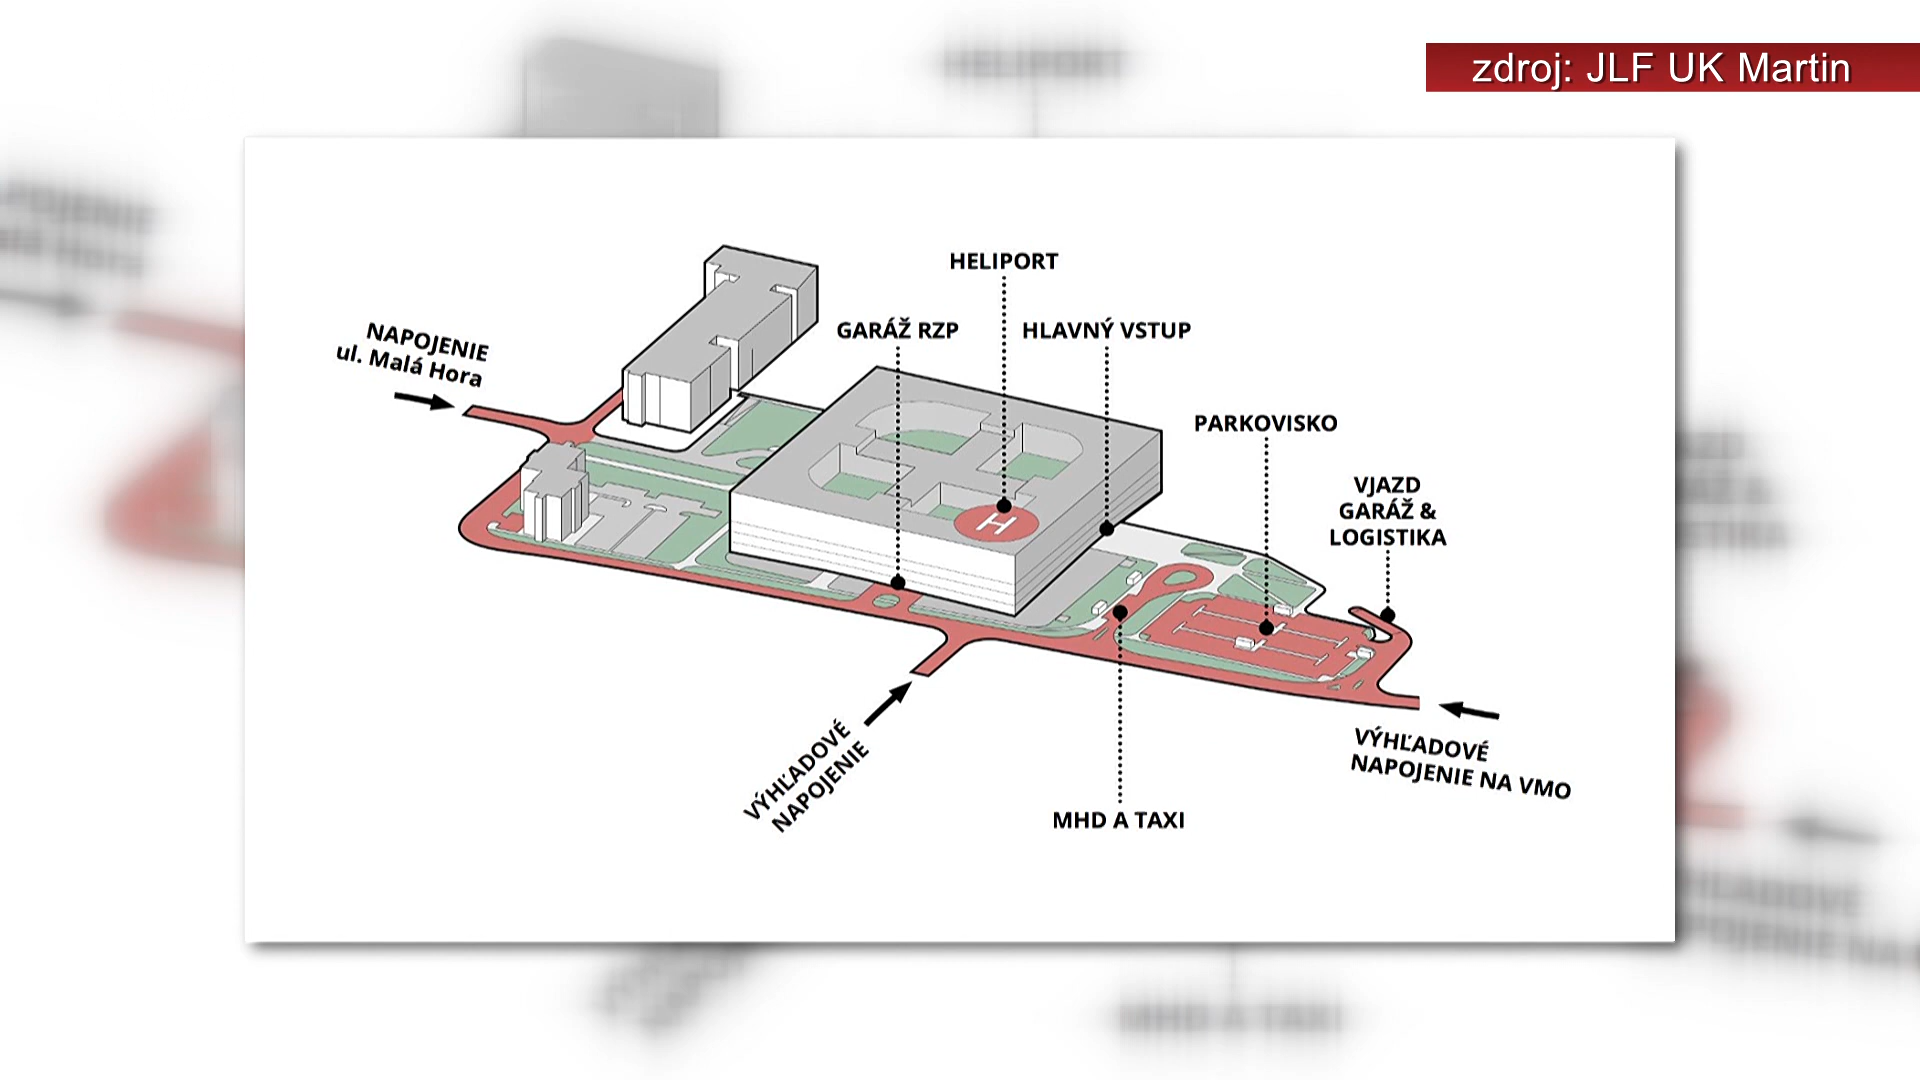 zdroj: JLF UK Martin
HELIPORT
GARÁŽ RZP
HLAVNÝ VSTUP
NAPOJENIE
ul. Malá Hora
PARKOVISKO
VJAZD
GARÁŽ &
LOGISTIKA
H
VÝHĽADOVÉ
NAPOJENIE
VÝHĽADOVÉ
NAPOJENIE NA VMO
MHD A TAXI